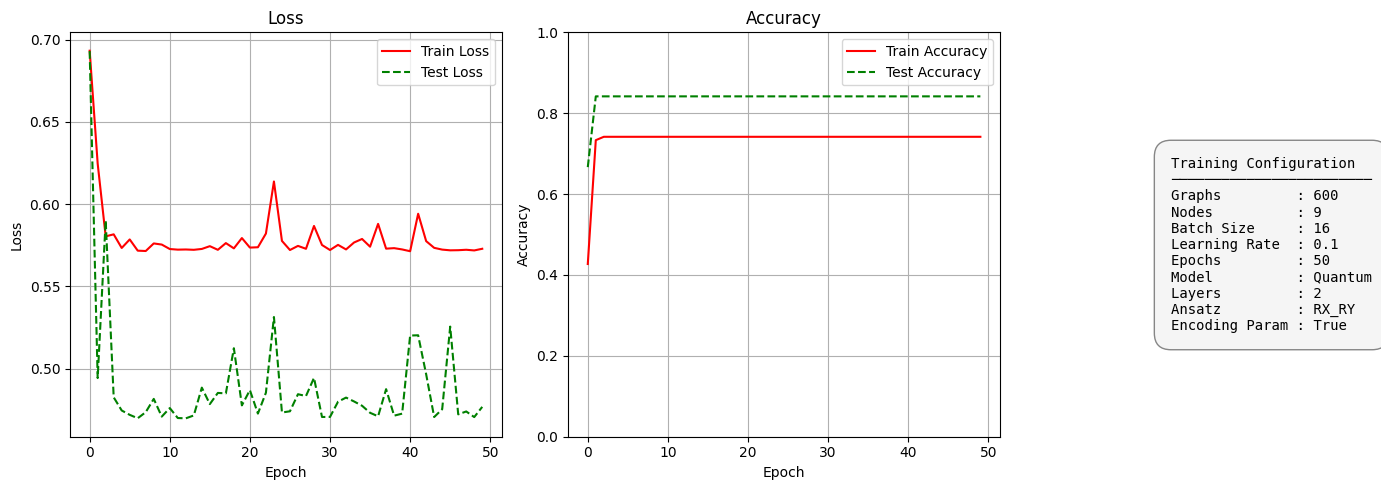 Loss
0.70
0.65
0.60
0.55
0.50
Loss
0
10
20
30
40
50
Epoch
Train Loss
Test Loss
Accuracy
1.0
0.8
0.6
0.4
0.2
0.0
Accuracy
0
10
20
30
40
50
Epoch
Train Accuracy
Test Accuracy
Training Configuration
Graphs : 600
Nodes : 9
Batch Size : 16
Learning Rate : 0.1
Epochs : 50
Model : Quantum
Layers : 2
Ansatz : RX_RY
Encoding Param : True